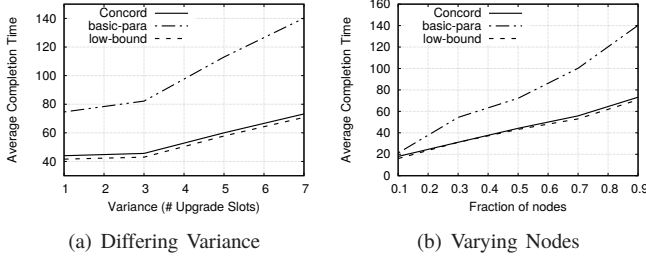 Concord
basic-para
low-bound
Average Completion Time
140
120
100
80
60
40
1 2 3 4 5 6 7
Variance (# Upgrade Slots)
(a) Differing Variance
Concord
basic-para
low-bound
Average Completion Time
160
140
120
100
80
60
40
20
0
0.1 0.2 0.3 0.4 0.5 0.6 0.7 0.8 0.9
Fraction of nodes
(b) Varying Nodes